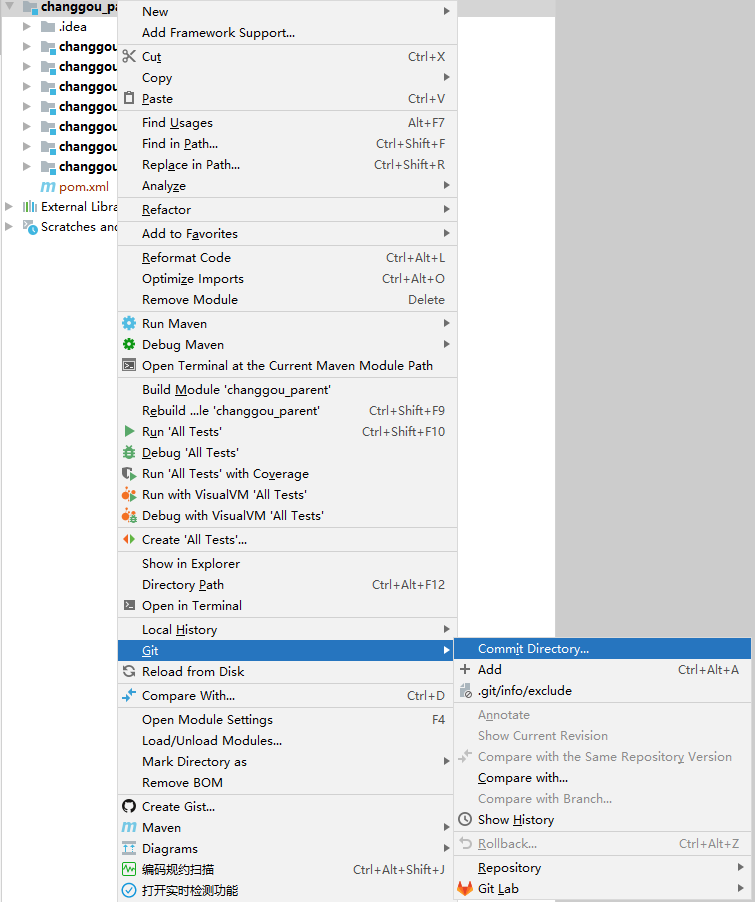 changgou_pa
.idea
changgou
changgou
changgou
changgou
changgou
changgou
changgou
pom.xml
External Libra
Scratches and
New
Add Framework Support...
Cut Ctrl+X
Copy
Paste Ctrl+V
Find Usages Alt+F7
Find in Path... Ctrl+Shift+F
Replace in Path... Ctrl+Shift+R
Analyze
Refactor
Add to Favorites
Reformat Code Ctrl+Alt+L
Optimize Imports Ctrl+Alt+O
Remove Module Delete
Run Maven
Debug Maven
Open Terminal at the Current Maven Module Path
Build Module 'changgou_parent'
Rebuild ...le 'changgou_parent' Ctrl+Shift+F9
Run 'All Tests' Ctrl+Shift+F10
Debug 'All Tests'
Run 'All Tests' with Coverage
Run with VisualVM 'All Tests'
Debug with VisualVM 'All Tests'
Create 'All Tests'...
Show in Explorer
Directory Path Ctrl+Alt+F12
Open in Terminal
Local History
Git
Reload from Disk
Compare With... Ctrl+D
Open Module Settings F4
Load/Unload Modules...
Mark Directory as
Remove BOM
Create Gist...
Maven
Diagrams
编码规约扫描 Ctrl+Alt+Shift+J
打开实时检测功能
Commit Directory...
Add Ctrl+Alt+A
.git/info/exclude
Annotate
Show Current Revision
Compare with the Same Repository Version
Compare with...
Compare with Branch...
Show History
Rollback... Ctrl+Alt+Z
Repository
Git Lab